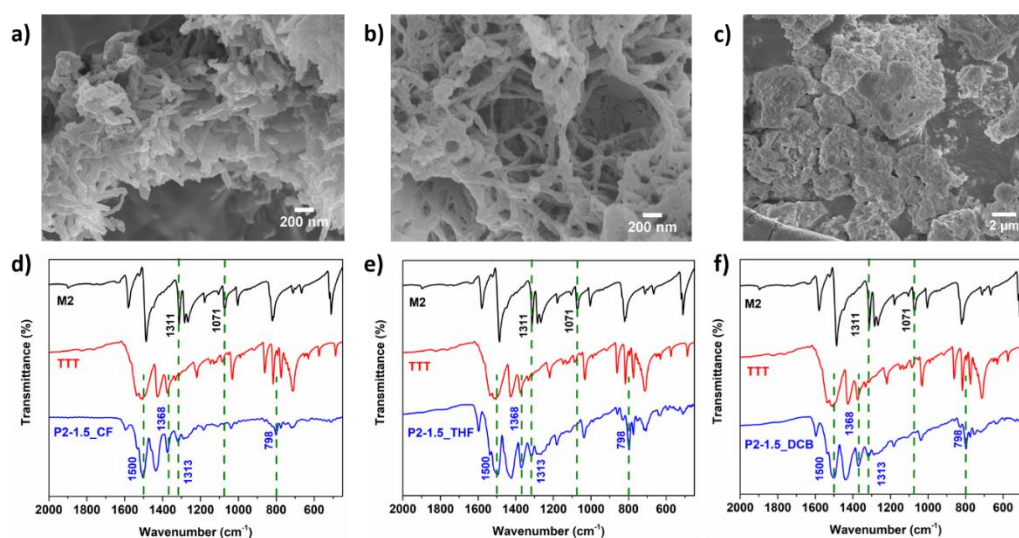 a)
200 nm
b)
200 nm
c)
2 µm
d)
M2
1311
1071
TTT
1368
P2-1.5_CF
798
1500
1313
Transmittance (%)
2000 1800 1600 1400 1200 1000 800 600
Wavenumber (cm⁻¹)
e)
M2
1311
1071
TTT
1368
P2-1.5_THF
798
1500
1313
Transmittance (%)
2000 1800 1600 1400 1200 1000 800 600
Wavenumber (cm⁻¹)
f)
M2
1311
1071
TTT
1368
P2-1.5_DCB
798
1500
1313
Transmittance (%)
2000 1800 1600 1400 1200 1000 800 600
Wavenumber (cm⁻¹)